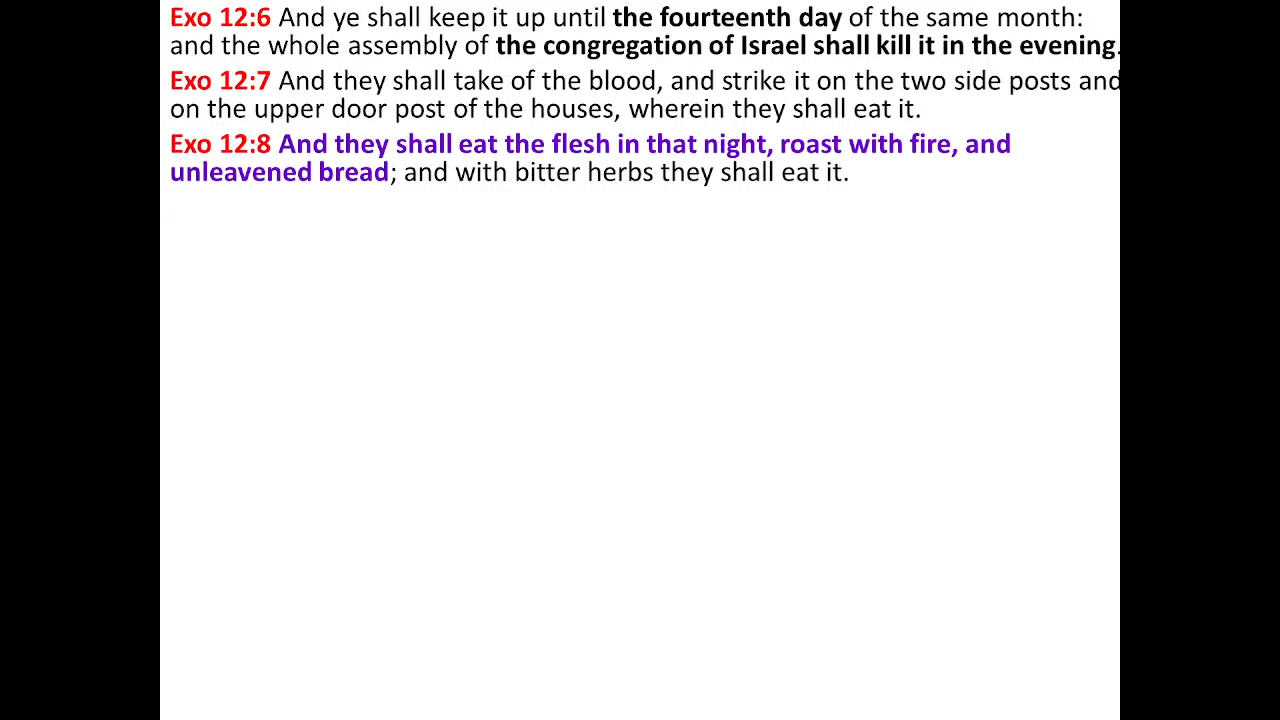 Exo 12:6 And ye shall keep it up until the fourteenth day of the same month:
and the whole assembly of the congregation of Israel shall kill it in the evening.
Exo 12:7 And they shall take of the blood, and strike it on the two side posts and
on the upper door post of the houses, wherein they shall eat it.
Exo 12:8 And they shall eat the flesh in that night, roast with fire, and
unleavened bread; and with bitter herbs they shall eat it.